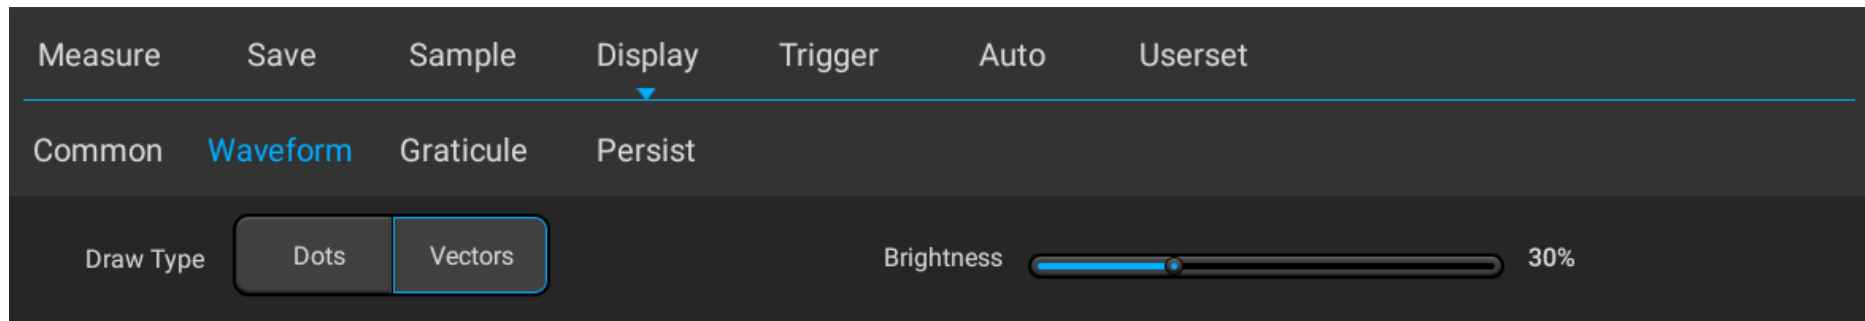 Measure Save Sample Display Trigger Auto Userset
Common Waveform Graticule Persist
Draw Type Dots Vectors Brightness 30%